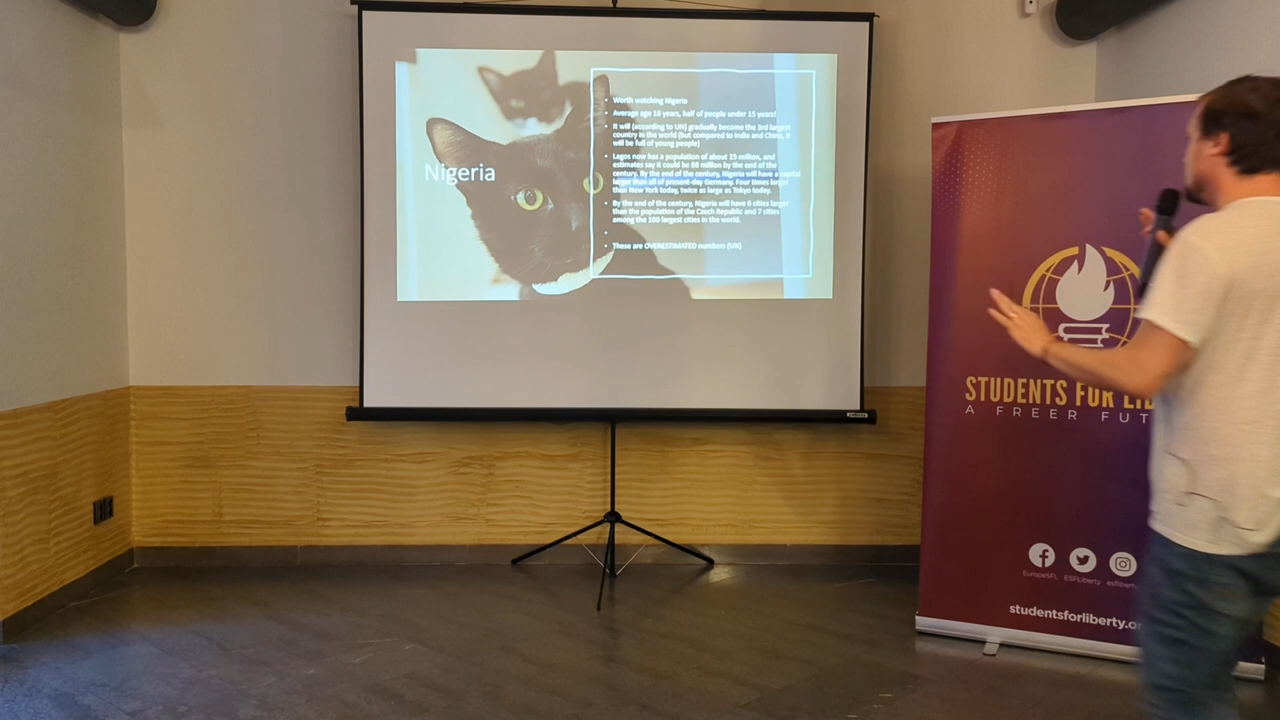 Nigeria
• Worth watching Nigeria
• Average age 18 years, half of people under 15 years!
• It will (according to UN) gradually become the 3rd largest
country in the world (but compared to India and China, it
will be full of young people)
• Lagos now has a population of about 15 million, and
estimates say it could be 88 million by the end of the
century. By the end of the century, Nigeria will have a capital
larger than all of present-day Germany. Four times larger
than New York today, twice as large as Tokyo today.
• By the end of the century, Nigeria will have 6 cities larger
than the population of the Czech Republic and 7 cities
among the 100 largest cities in the world.
•
• These are OVERESTIMATED numbers (UN)
STUDENTS FOR LIB
A FREER FUT
EuropeSFL ESFLiberty esfliberty
studentsforliberty.or